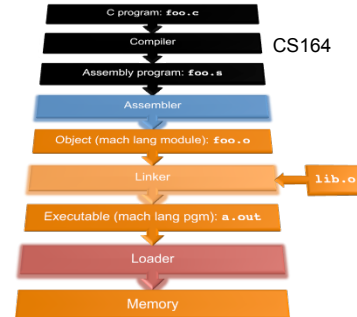 C program: foo.c
Compiler
CS164
Assembly program: foo.s
Assembler
Object (mach lang module): foo.o
Linker
lib.o
Executable (mach lang pgm): a.out
Loader
Memory